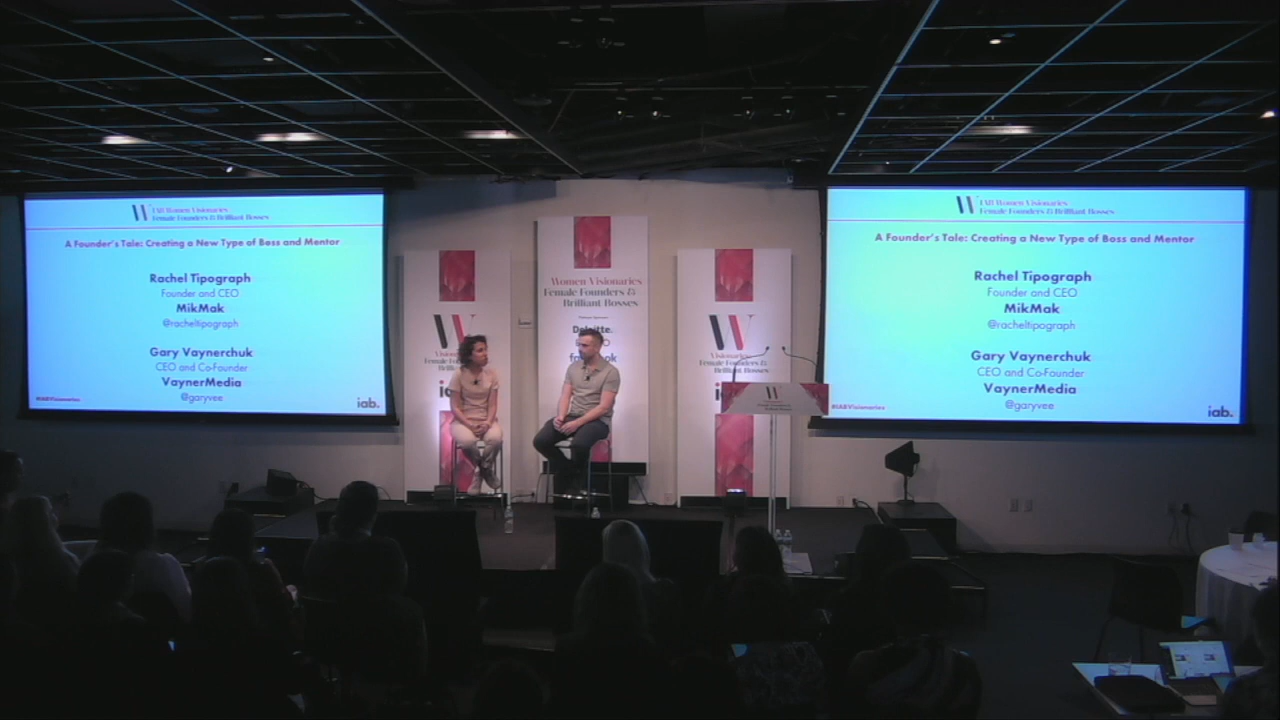 W IAB Women Visionaries
Female Founders & Brilliant Bosses
A Founder's Tale: Creating a New Type of Boss and Mentor
Rachel Tipograph
Founder and CEO
MikMak
@racheltipograph
Gary Vaynerchuk
CEO and Co-Founder
VaynerMedia
@garyvee
#IABVisionaries
iab.
Women Visionaries
Female Founders &
Brilliant Bosses
Deloitte.
W
W
W
W IAB Women Visionaries
Female Founders & Brilliant Bosses
A Founder's Tale: Creating a New Type of Boss and Mentor
Rachel Tipograph
Founder and CEO
MikMak
@racheltipograph
Gary Vaynerchuk
CEO and Co-Founder
VaynerMedia
@garyvee
#IABVisionaries
iab.